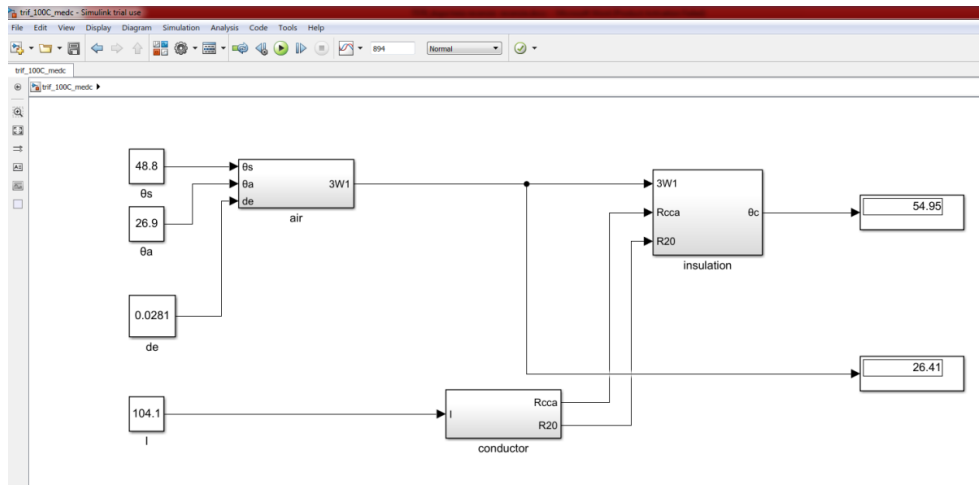 trif_100C_medc - Simulink trial use
File Edit View Display Diagram Simulation Analysis Code Tools Help
894 Normal
trif_100C_medc
trif_100C_medc
48.8
θs
26.9
θa
0.0281
de
104.1
I
θs
θa 3W1
de
air
3W1
Rcca θc
R20
insulation
54.95
26.41
Rcca
I
R20
conductor